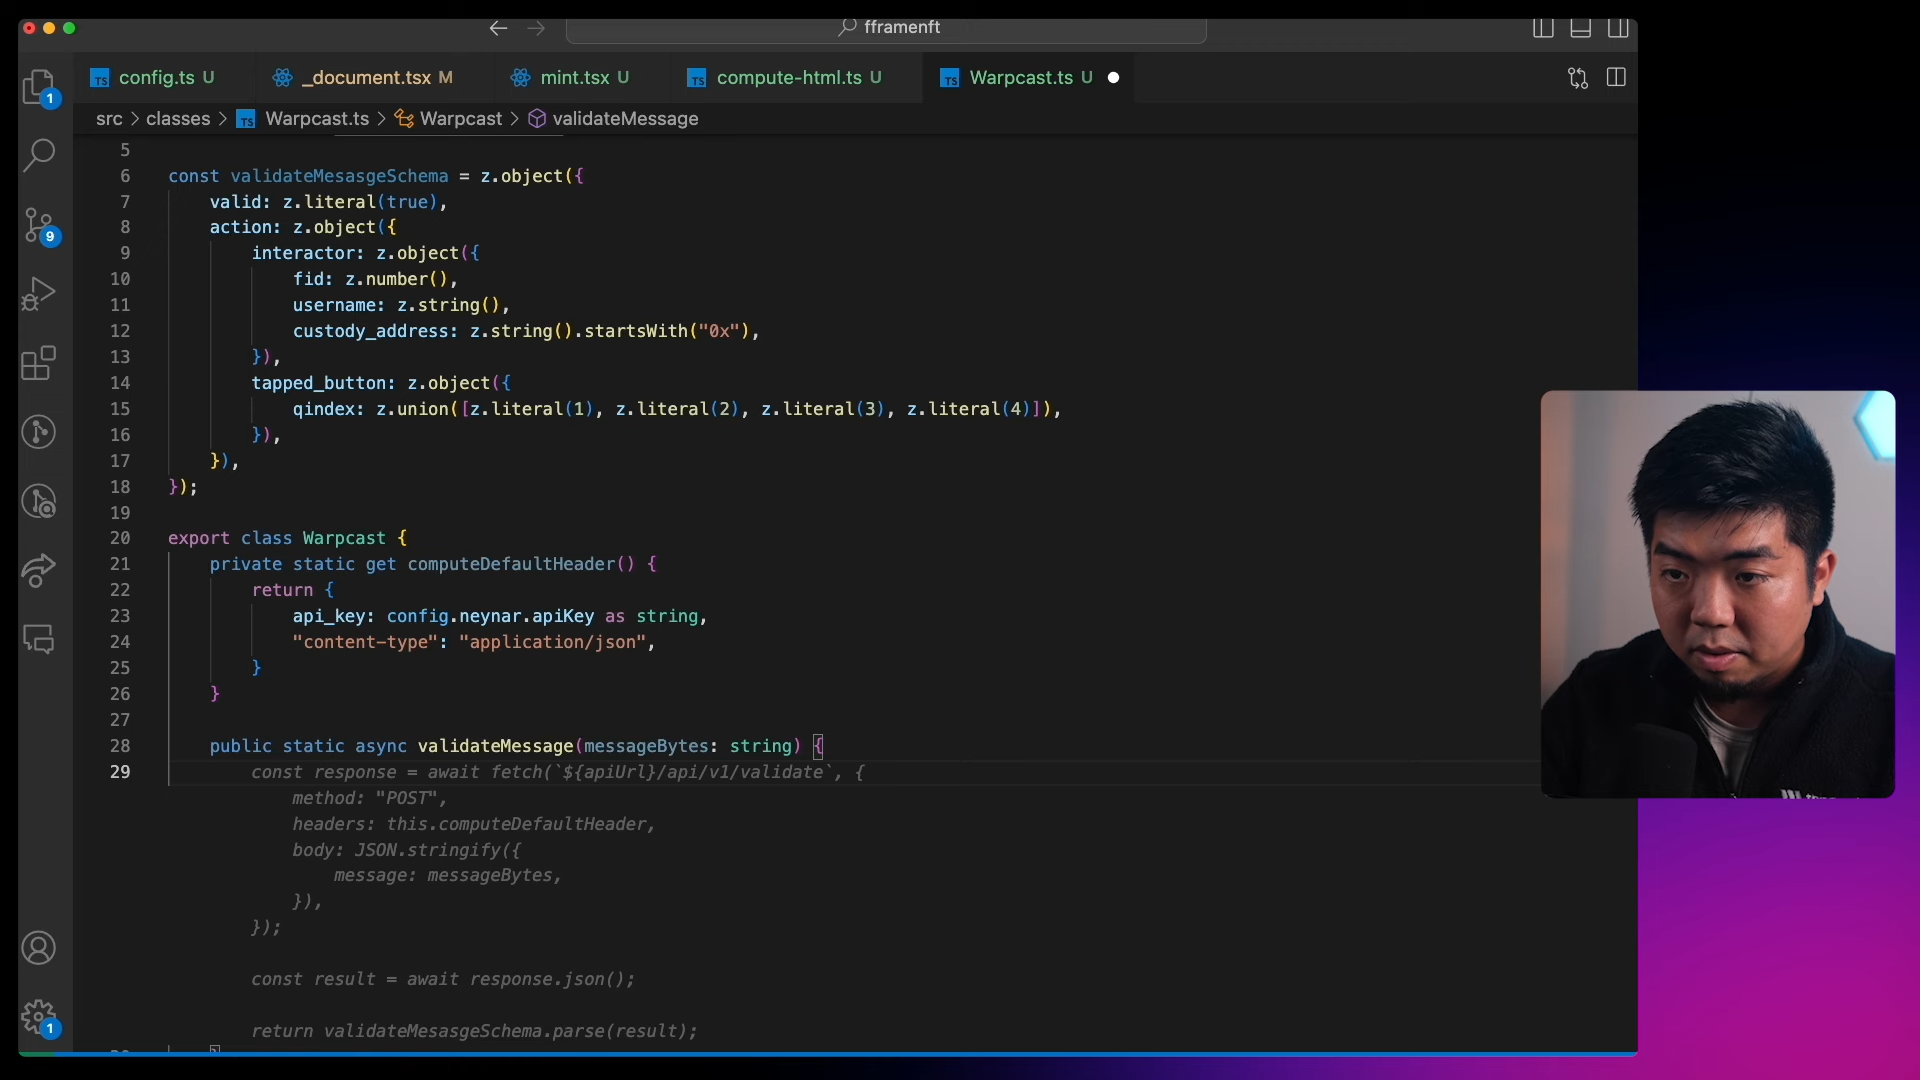 fframenft
config.ts U
_document.tsx M
mint.tsx U
compute-html.ts U
Warpcast.ts U
src > classes > TS Warpcast.ts > Warpcast > validateMessage
5
6 const validateMesasgeSchema = z.object({
7 valid: z.literal(true),
8 action: z.object({
9 interactor: z.object({
10 fid: z.number(),
11 username: z.string(),
12 custody_address: z.string().startsWith("0x"),
13 }),
14 tapped_button: z.object({
15 qindex: z.union([z.literal(1), z.literal(2), z.literal(3), z.literal(4)]),
16 }),
17 }),
18 });
19
20 export class Warpcast {
21 private static get computeDefaultHeader() {
22 return {
23 api_key: config.neynar.apiKey as string,
24 "content-type": "application/json",
25 }
26 }
27
28 public static async validateMessage(messageBytes: string) {
29 const response = await fetch(`${apiUrl}/api/v1/validate`, {
method: "POST",
headers: this.computeDefaultHeader,
body: JSON.stringify({
message: messageBytes,
}),
});
const result = await response.json();
return validateMesasgeSchema.parse(result);
1
9
1